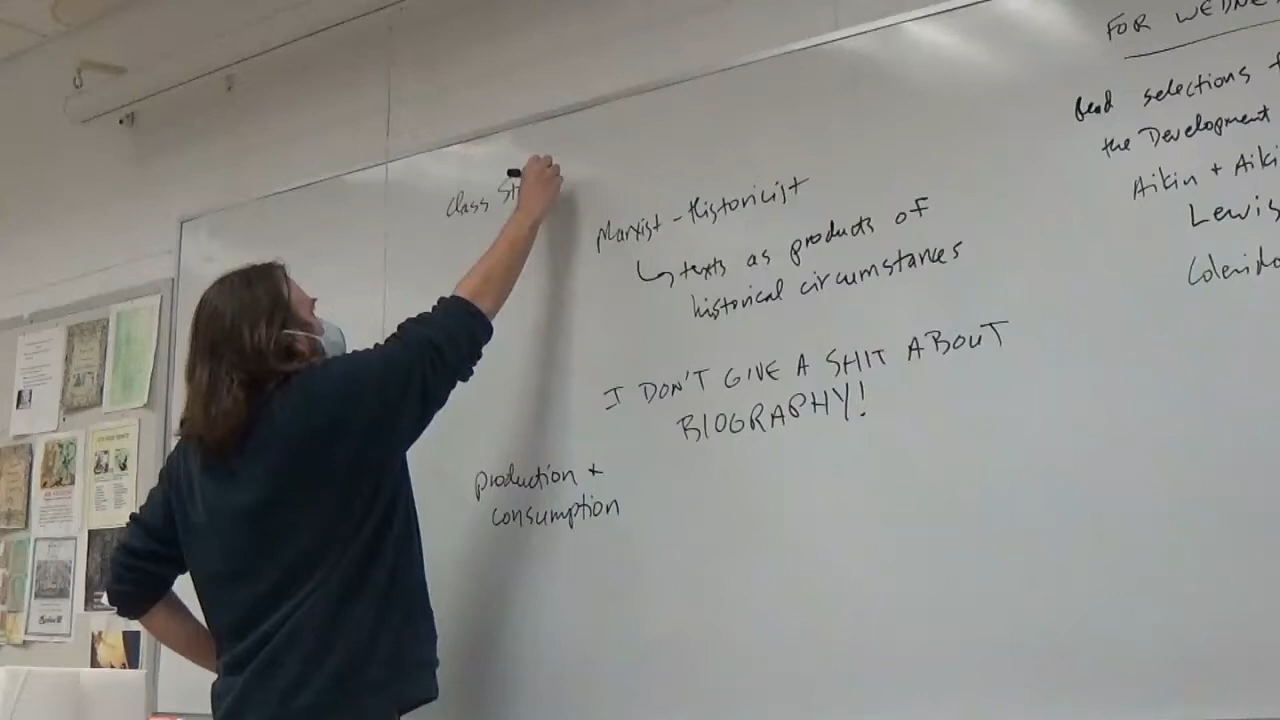 class St
Marxist - Historicist
↳ texts as products of
historical circumstances
I DON'T GIVE A SHIT ABOUT
BIOGRAPHY!
production +
consumption
FOR WEDNE
Read selections
the Development
Aikin + Aiki
Lewis
Colerid